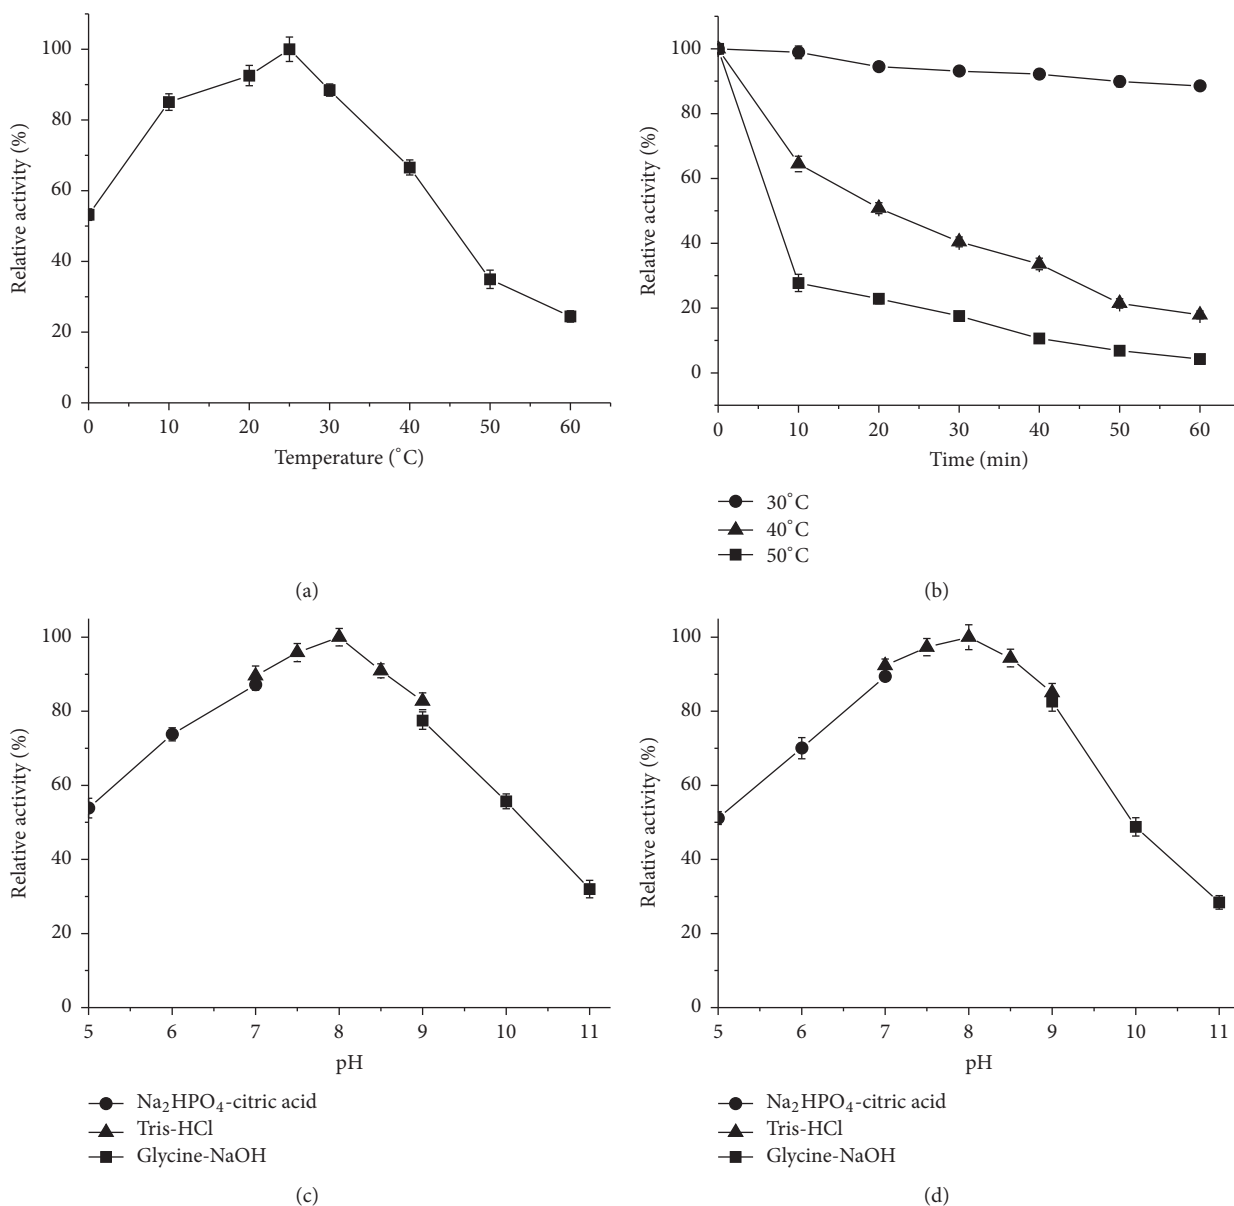 100
80
60
40
20
0
Relative activity (%)
0 10 20 30 40 50 60
Temperature (°C)
(a)
100
80
60
40
20
0
Relative activity (%)
0 10 20 30 40 50 60
Time (min)
30°C
40°C
50°C
(b)
100
80
60
40
20
0
Relative activity (%)
5 6 7 8 9 10 11
pH
Na₂HPO₄-citric acid
Tris-HCl
Glycine-NaOH
(c)
100
80
60
40
20
0
Relative activity (%)
5 6 7 8 9 10 11
pH
Na₂HPO₄-citric acid
Tris-HCl
Glycine-NaOH
(d)